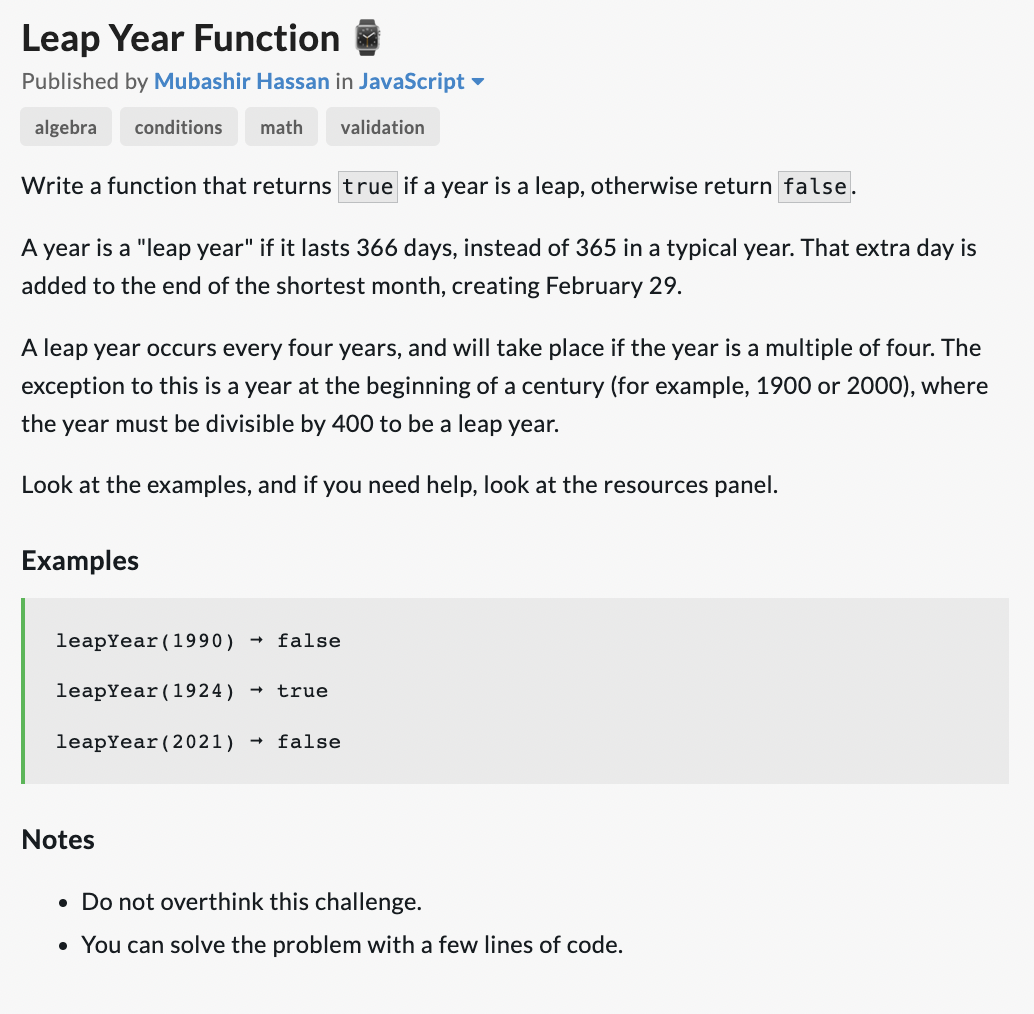 Leap Year Function
Published by Mubashir Hassan in JavaScript
algebra conditions math validation
Write a function that returns true if a year is a leap, otherwise return false.
A year is a "leap year" if it lasts 366 days, instead of 365 in a typical year. That extra day is
added to the end of the shortest month, creating February 29.
A leap year occurs every four years, and will take place if the year is a multiple of four. The
exception to this is a year at the beginning of a century (for example, 1900 or 2000), where
the year must be divisible by 400 to be a leap year.
Look at the examples, and if you need help, look at the resources panel.
Examples
leapYear(1990) → false
leapYear(1924) → true
leapYear(2021) → false
Notes
• Do not overthink this challenge.
• You can solve the problem with a few lines of code.